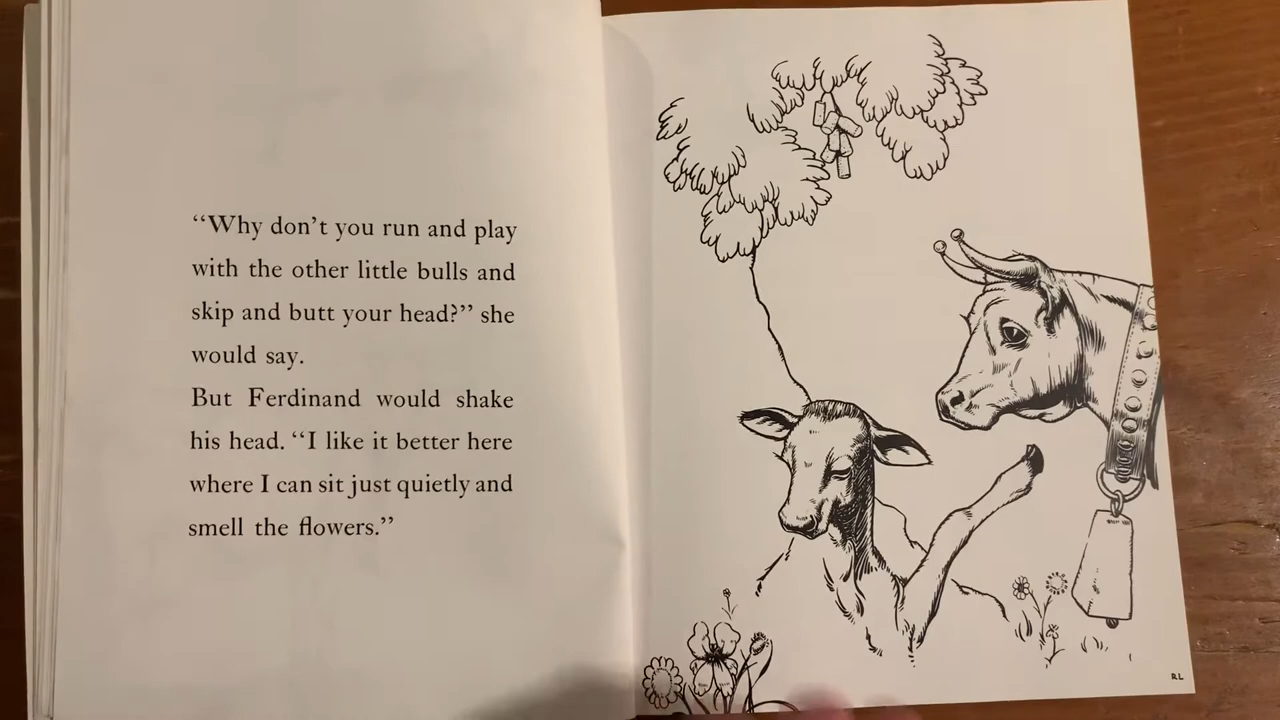 “Why don’t you run and play
with the other little bulls and
skip and butt your head?” she
would say.
But Ferdinand would shake
his head. “I like it better here
where I can sit just quietly and
smell the flowers.”
RL